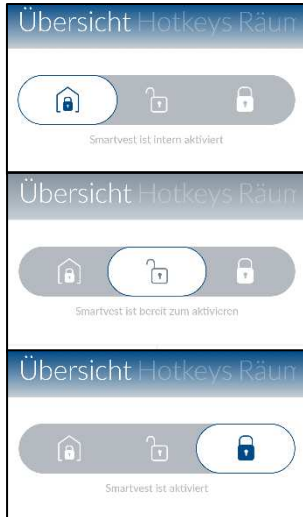 Übersicht Hotkeys Räum
Smartvest ist intern aktiviert
Übersicht Hotkeys Räum
Smartvest ist bereit zum aktivieren
Übersicht Hotkeys Räum
Smartvest ist aktiviert